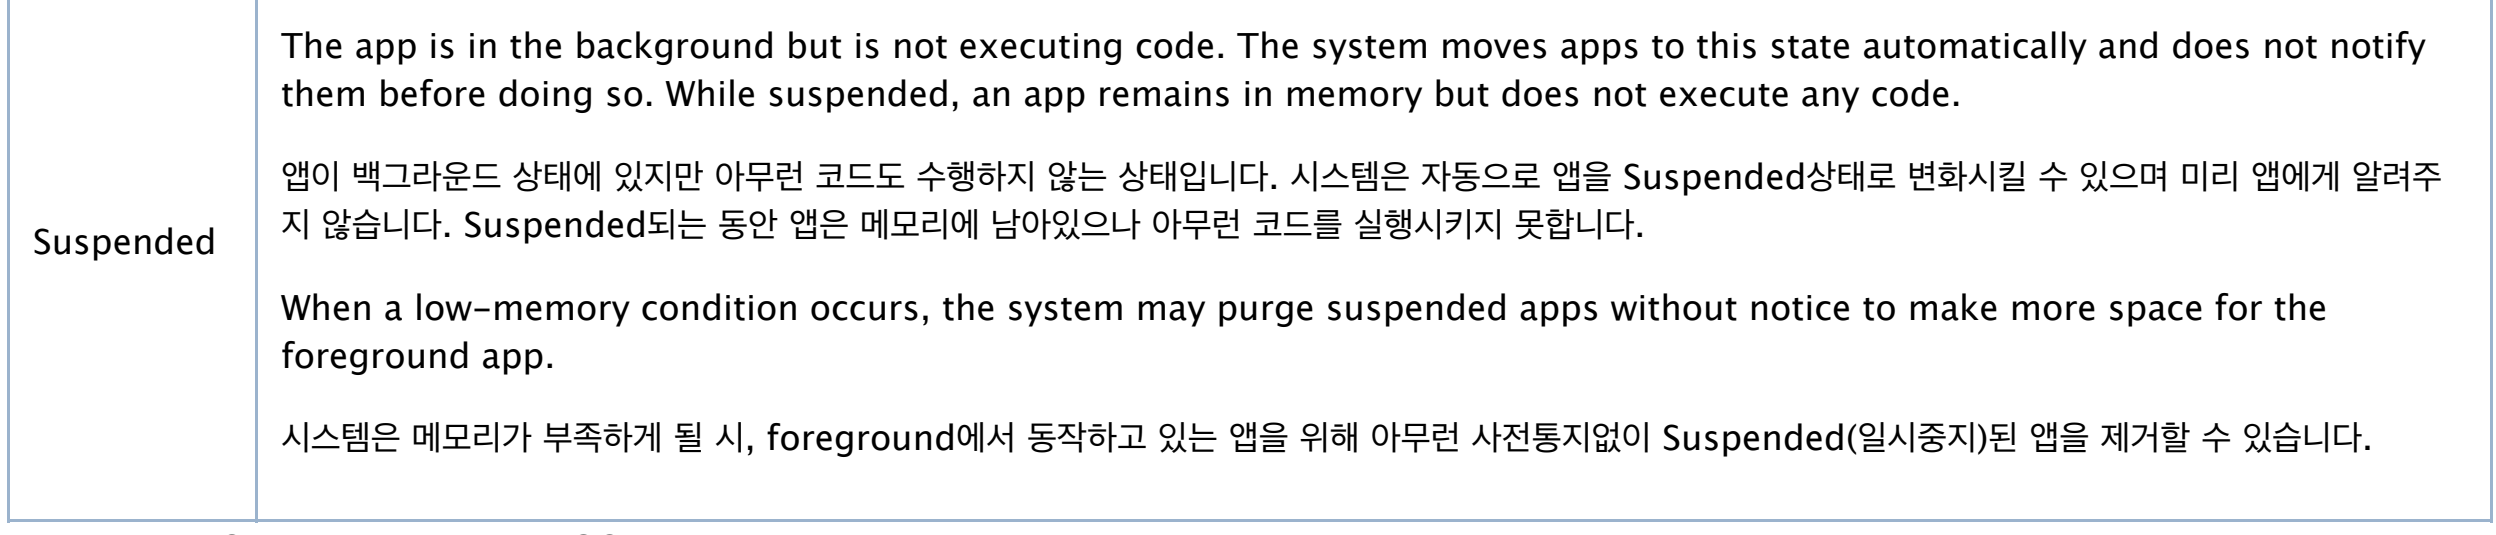 The app is in the background but is not executing code. The system moves apps to this state automatically and does not notify
them before doing so. While suspended, an app remains in memory but does not execute any code.
앱이 백그라운드 상태에 있지만 아무런 코드도 수행하지 않는 상태입니다. 시스템은 자동으로 앱을 Suspended상태로 변화시킬 수 있으며 미리 앱에게 알려주
지 않습니다. Suspended되는 동안 앱은 메모리에 남아있으나 아무런 코드를 실행시키지 못합니다.
Suspended
When a low-memory condition occurs, the system may purge suspended apps without notice to make more space for the
foreground app.
시스템은 메모리가 부족하게 될 시, foreground에서 동작하고 있는 앱을 위해 아무런 사전통지없이 Suspended(일시중지)된 앱을 제거할 수 있습니다.